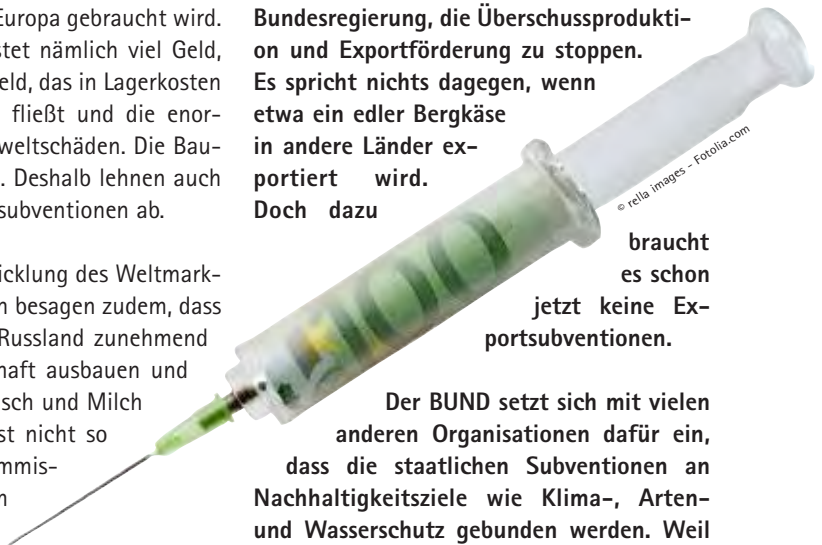 Europa gebraucht wird.
stet nämlich viel Geld,
eld, das in Lagerkosten
fließt und die enor-
weltschäden. Die Bau-
. Deshalb lehnen auch
subventionen ab.
icklung des Weltmark-
n besagen zudem, dass
Russland zunehmend
haft ausbauen und
isch und Milch
st nicht so
mmis-
n
Bundesregierung, die Überschussprodukti-
on und Exportförderung zu stoppen.
Es spricht nichts dagegen, wenn
etwa ein edler Bergkäse
in andere Länder ex-
portiert wird.
Doch dazu
braucht
es schon
jetzt keine Ex-
portsubventionen.
Der BUND setzt sich mit vielen
anderen Organisationen dafür ein,
dass die staatlichen Subventionen an
Nachhaltigkeitsziele wie Klima-, Arten-
und Wasserschutz gebunden werden. Weil
100
© rella images - Fotolia.com